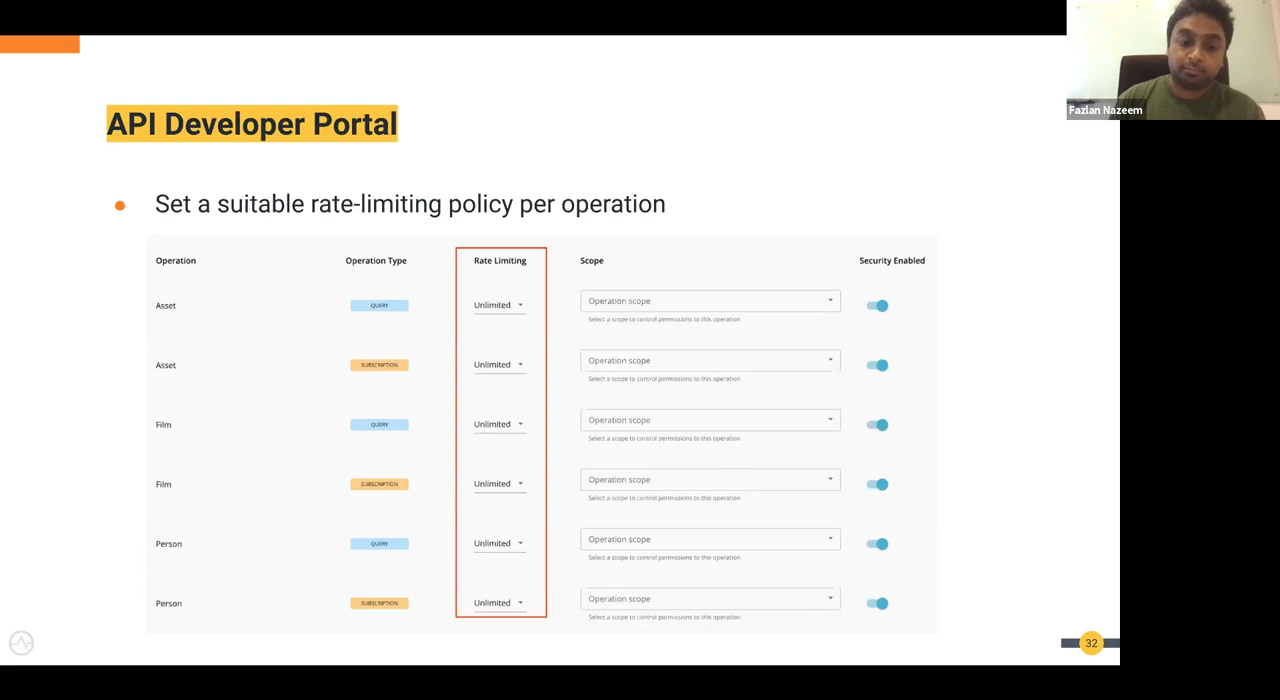 Fazlan Nazeem
API Developer Portal
Set a suitable rate-limiting policy per operation
Operation Operation Type Rate Limiting Scope Security Enabled
Asset QUERY Unlimited Operation scope
Select a scope to control permissions to this operation
Asset SUBSCRIPTION Unlimited Operation scope
Select a scope to control permissions to this operation
Film QUERY Unlimited Operation scope
Select a scope to control permissions to this operation
Film SUBSCRIPTION Unlimited Operation scope
Select a scope to control permissions to this operation
Person QUERY Unlimited Operation scope
Select a scope to control permissions to this operation
Person SUBSCRIPTION Unlimited Operation scope
Select a scope to control permissions to this operation
32